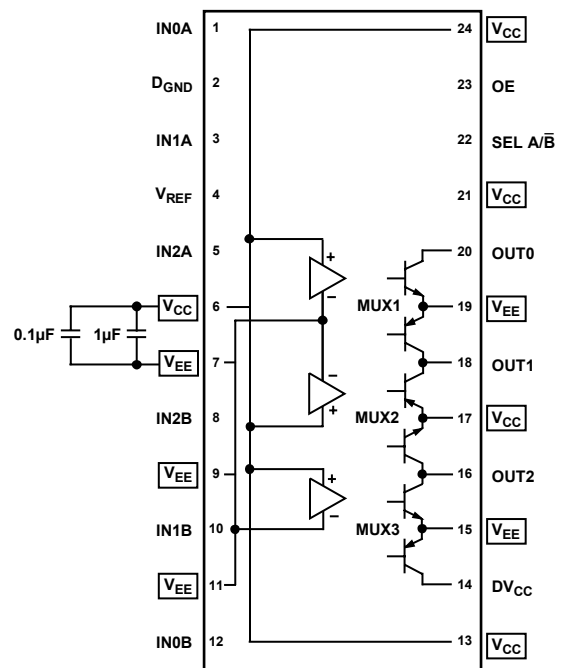 IN0A 1 24 VCC
DGND 2 23 OE
IN1A 3 22 SEL A/B̅
VREF 4 21 VCC
IN2A 5 20 OUT0
+
–
MUX1
VCC 6 19 VEE
0.1µF 1µF
VEE 7 18 OUT1
–
+
IN2B 8 MUX2 17 VCC
VEE 9 16 OUT2
+
–
IN1B 10 MUX3 15 VEE
VEE 11 14 DVCC
IN0B 12 13 VCC